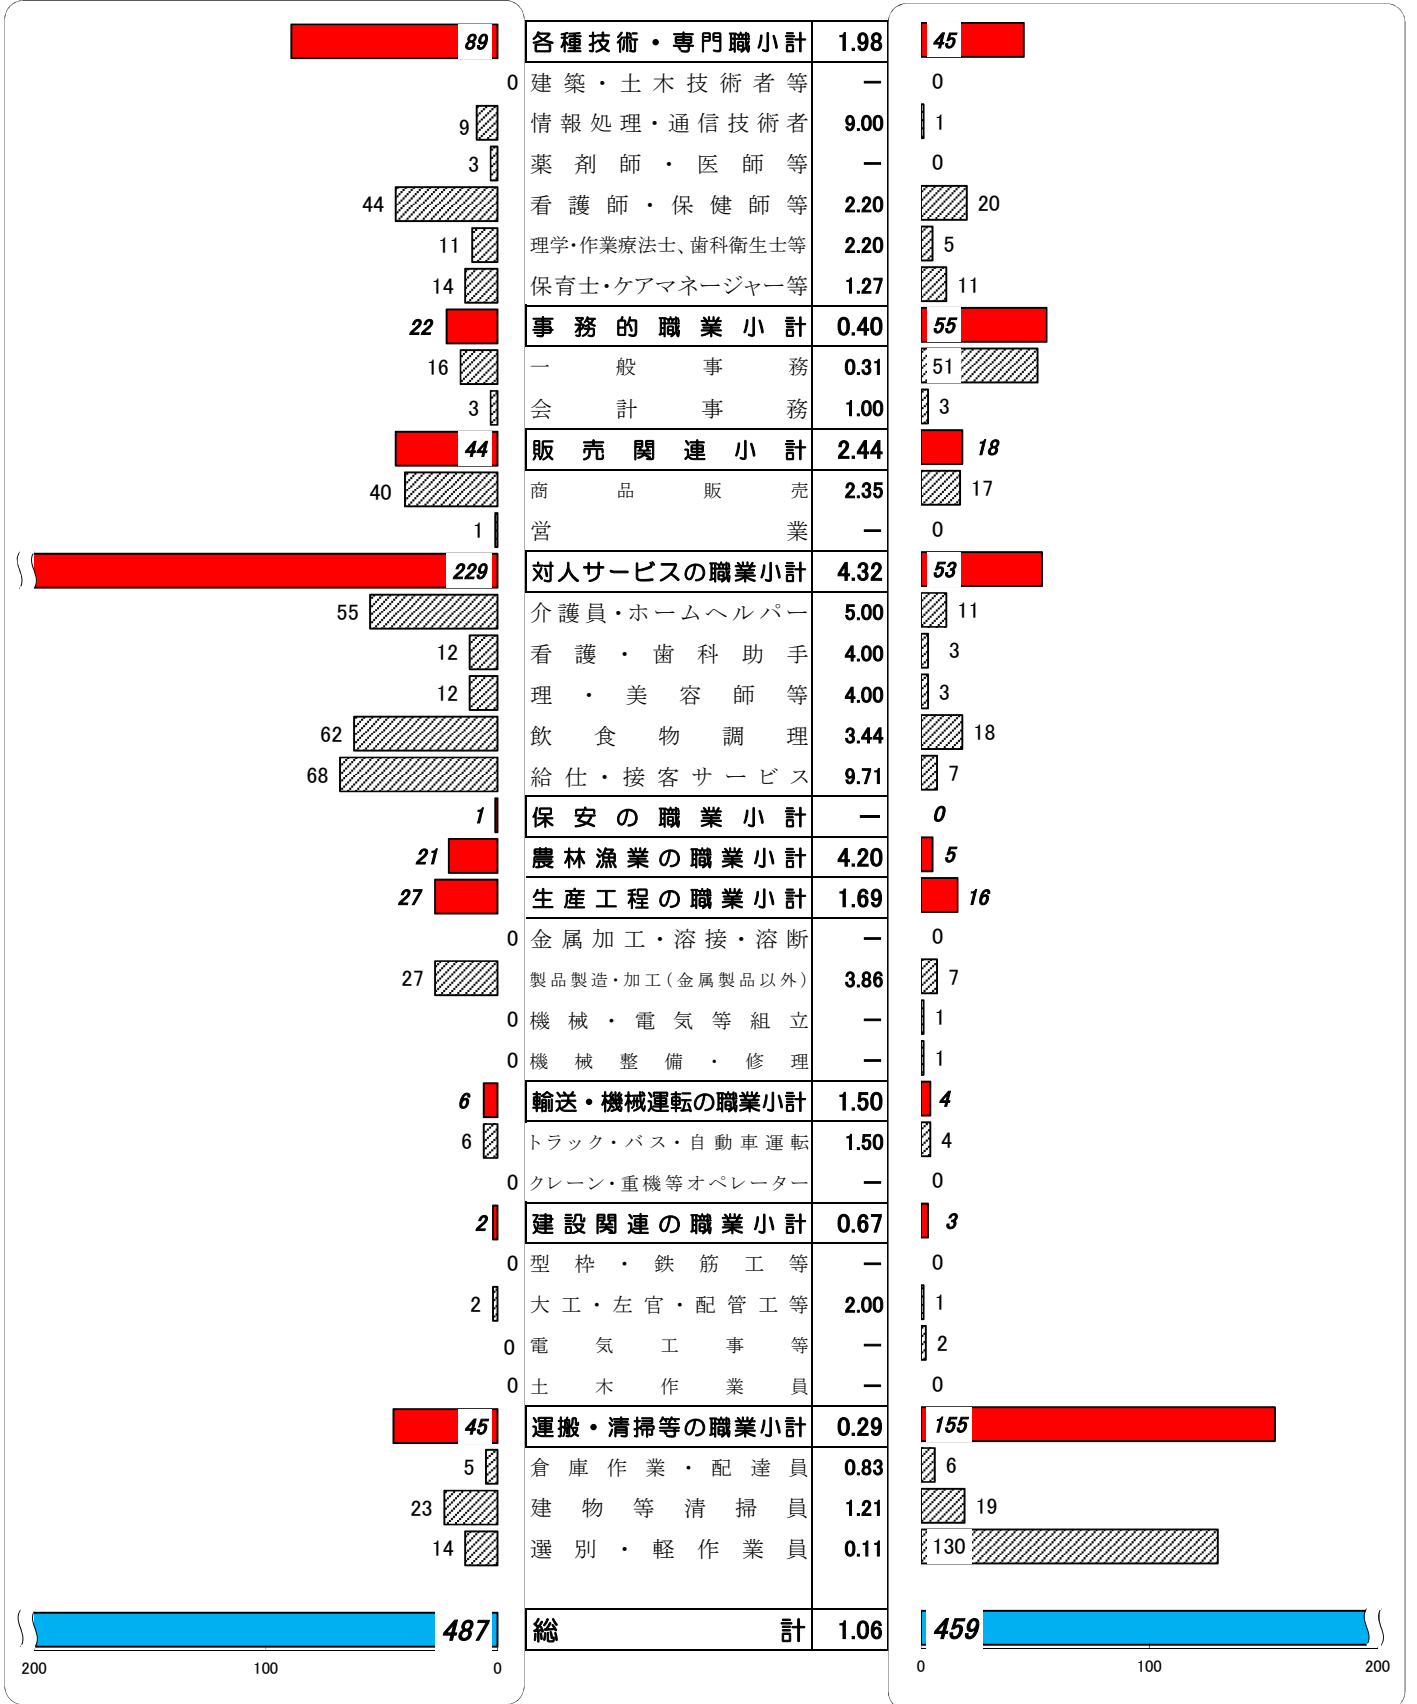 89 各種技術・専門職小計 1.98 45
0 建築・土木技術者等 ― 0
9 情報処理・通信技術者 9.00 1
3 薬剤師・医師等 ― 0
44 看護師・保健師等 2.20 20
11 理学・作業療法士、歯科衛生士等 2.20 5
14 保育士・ケアマネージャー等 1.27 11
22 事務的職業小計 0.40 55
16 一般事務 0.31 51
3 会計事務 1.00 3
44 販売関連小計 2.44 18
40 商品販売 2.35 17
1 営業 ― 0
229 対人サービスの職業小計 4.32 53
55 介護員・ホームヘルパー 5.00 11
12 看護・歯科助手 4.00 3
12 理・美容師等 4.00 3
62 飲食物調理 3.44 18
68 給仕・接客サービス 9.71 7
1 保安の職業小計 ― 0
21 農林漁業の職業小計 4.20 5
27 生産工程の職業小計 1.69 16
0 金属加工・溶接・溶断 ― 0
27 製品製造・加工(金属製品以外) 3.86 7
0 機械・電気等組立 ― 1
0 機械整備・修理 ― 1
6 輸送・機械運転の職業小計 1.50 4
6 トラック・バス・自動車運転 1.50 4
0 クレーン・重機等オペレーター ― 0
2 建設関連の職業小計 0.67 3
0 型枠・鉄筋工等 ― 0
2 大工・左官・配管工等 2.00 1
0 電気工事等 ― 2
0 土木作業員 ― 0
45 運搬・清掃等の職業小計 0.29 155
5 倉庫作業・配達員 0.83 6
23 建物等清掃員 1.21 19
14 選別・軽作業員 0.11 130
487 総計 1.06 459
200 100 0 0 100 200